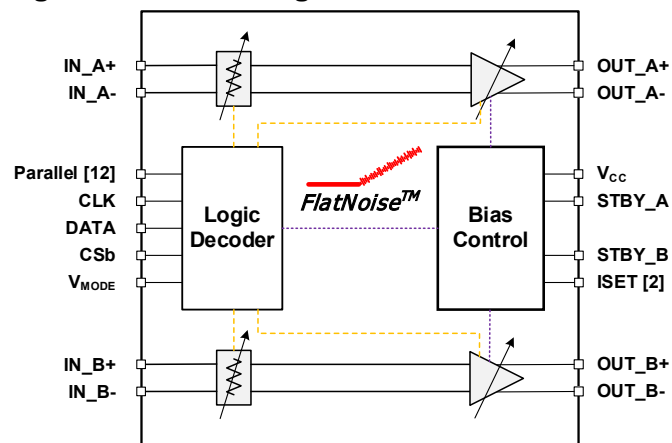 IN_A+
IN_A-
OUT_A+
OUT_A-
Parallel [12]
CLK
DATA
CSb
VMODE
Logic
Decoder
FlatNoise™
Bias
Control
VCC
STBY_A
STBY_B
ISET [2]
IN_B+
IN_B-
OUT_B+
OUT_B-